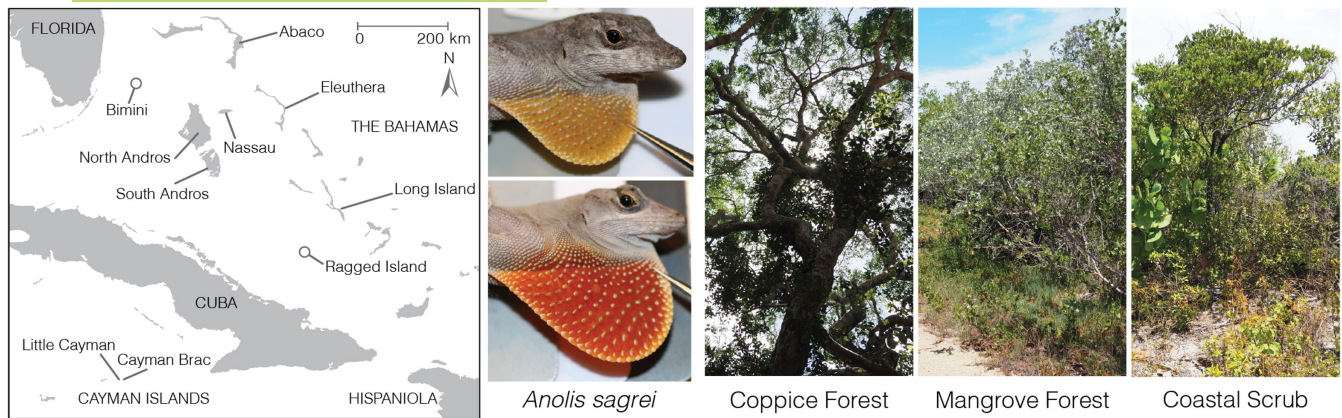 FLORIDA
Abaco
0 200 km
N
Bimini
Eleuthera
THE BAHAMAS
Nassau
North Andros
South Andros
Long Island
Ragged Island
CUBA
Little Cayman
Cayman Brac
CAYMAN ISLANDS
HISPANIOLA
Anolis sagrei
Coppice Forest
Mangrove Forest
Coastal Scrub